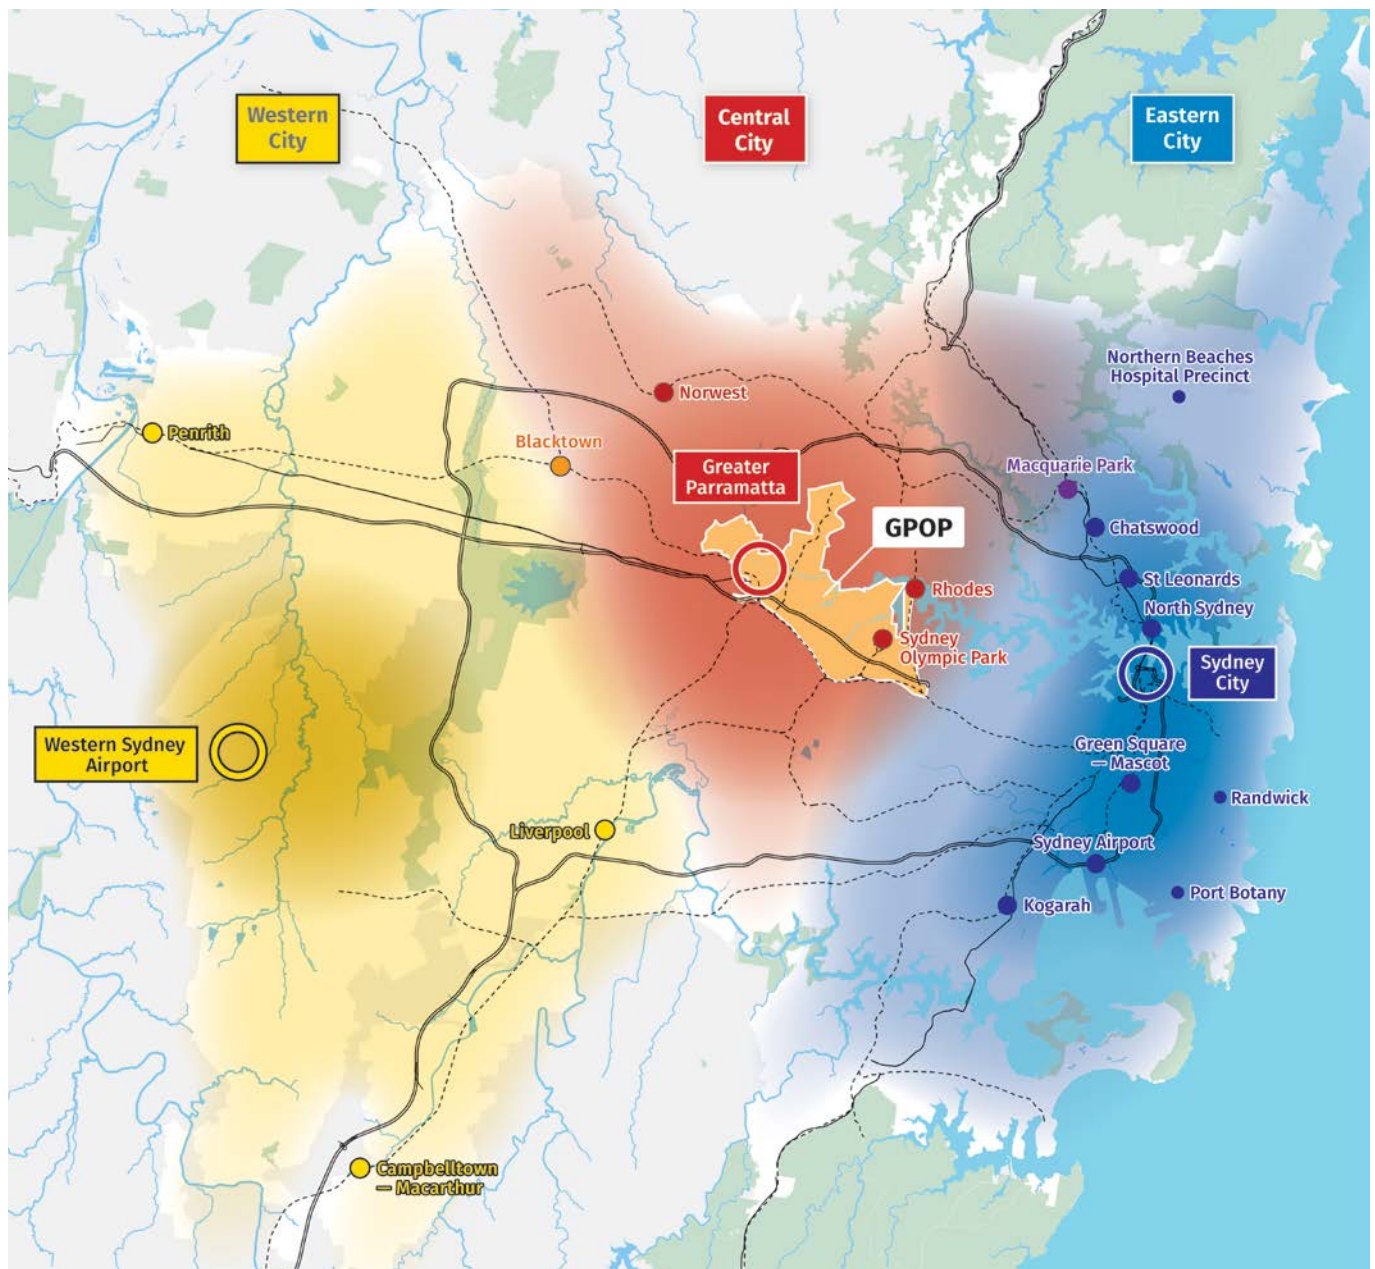 Western
City
Central
City
Eastern
City
Northern Beaches
Hospital Precinct
Norwest
Penrith
Blacktown
Greater
Parramatta
Macquarie Park
GPOP
Chatswood
St Leonards
Rhodes
North Sydney
Sydney
Olympic Park
Sydney
City
Western Sydney
Airport
Green Square
— Mascot
Randwick
Liverpool
Sydney Airport
Port Botany
Kogarah
Campbelltown
— Macarthur